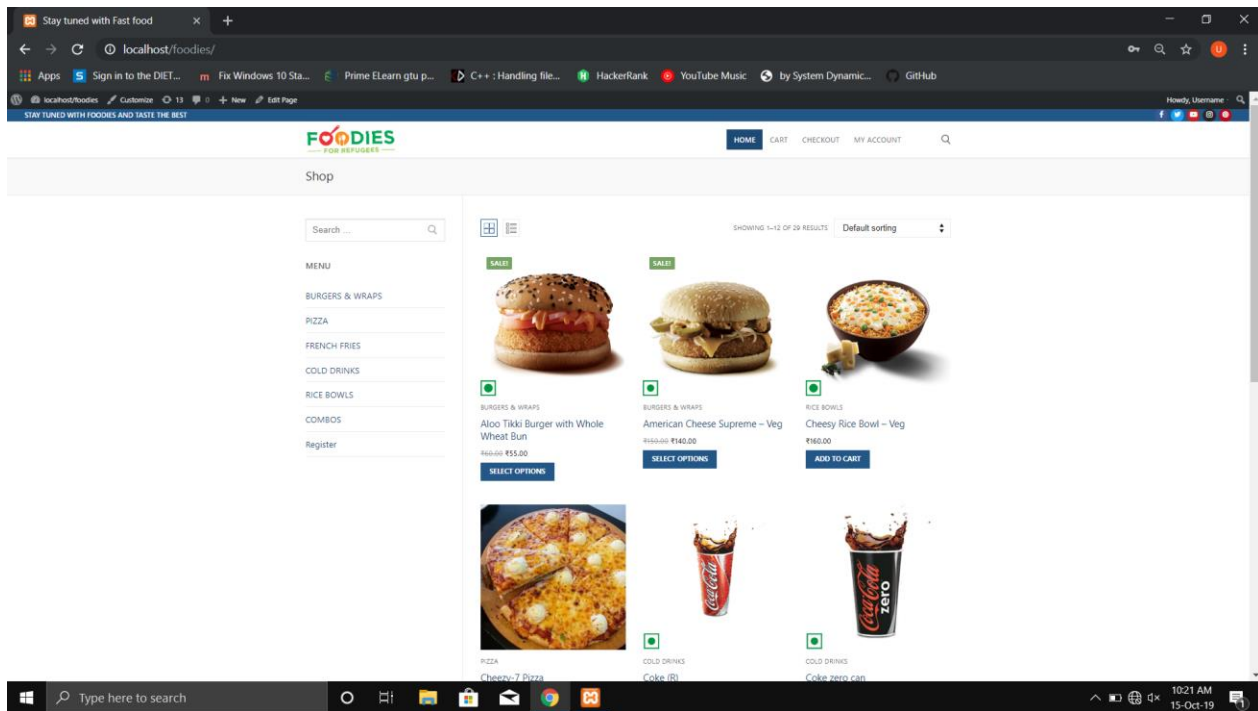 Stay tuned with Fast food
localhost/foodies/
Apps
Sign in to the DIET...
Fix Windows 10 Sta...
Prime ELearn gtu p...
C++ : Handling file...
HackerRank
YouTube Music
by System Dynamic...
GitHub
localhost/foodies Customize 13 0 + New Edit Page
Howdy, Username
STAY TUNED WITH FOODIES AND TASTE THE BEST
FOODIES
FOR REFUGEES
HOME CART CHECKOUT MY ACCOUNT
Shop
Search ...
SHOWING 1–12 OF 29 RESULTS
Default sorting
MENU
BURGERS & WRAPS
PIZZA
FRENCH FRIES
COLD DRINKS
RICE BOWLS
COMBOS
Register
SALE!
BURGERS & WRAPS
Aloo Tikki Burger with Whole
Wheat Bun
₹60.00 ₹55.00
SELECT OPTIONS
SALE!
BURGERS & WRAPS
American Cheese Supreme – Veg
₹150.00 ₹140.00
SELECT OPTIONS
RICE BOWLS
Cheesy Rice Bowl – Veg
₹160.00
ADD TO CART
PIZZA
Cheezy-7 Pizza
Coca-Cola
COLD DRINKS
Coke (R)
Coca-Cola
zero
COLD DRINKS
Coke zero can
Type here to search
10:21 AM
15-Oct-19